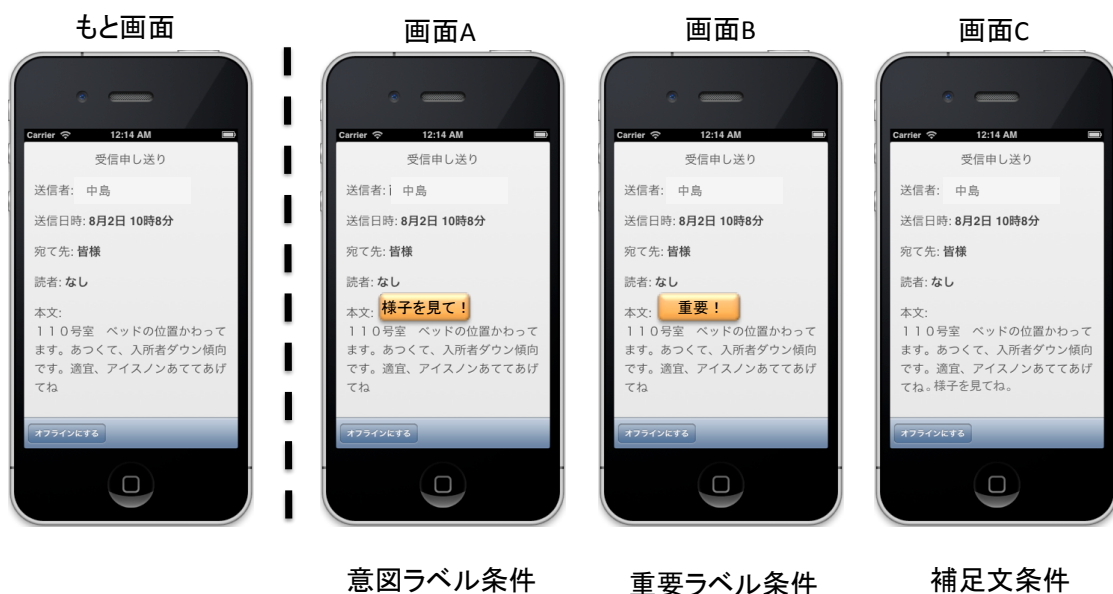 もと画面
Carrier 12:14 AM
受信申し送り
送信者: 中島
送信日時: 8月2日 10時8分
宛て先: 皆様
読者: なし
本文:
110号室 ベッドの位置かわって
ます。あつくて、入所者ダウン傾向
です。適宜、アイスノンあててあげ
てね
オフラインにする
画面A
Carrier 12:14 AM
受信申し送り
送信者: i 中島
送信日時: 8月2日 10時8分
宛て先: 皆様
読者: なし
本文: 様子を見て!
110号室 ベッドの位置かわって
ます。あつくて、入所者ダウン傾向
です。適宜、アイスノンあててあげ
てね
オフラインにする
意図ラベル条件
画面B
Carrier 12:14 AM
受信申し送り
送信者: 中島
送信日時: 8月2日 10時8分
宛て先: 皆様
読者: なし
本文: 重要!
110号室 ベッドの位置かわって
ます。あつくて、入所者ダウン傾向
です。適宜、アイスノンあててあげ
てね
オフラインにする
重要ラベル条件
画面C
Carrier 12:14 AM
受信申し送り
送信者: 中島
送信日時: 8月2日 10時8分
宛て先: 皆様
読者: なし
本文:
110号室 ベッドの位置かわって
ます。あつくて、入所者ダウン傾向
です。適宜、アイスノンあててあげ
てね。様子を見てね。
オフラインにする
補足文条件